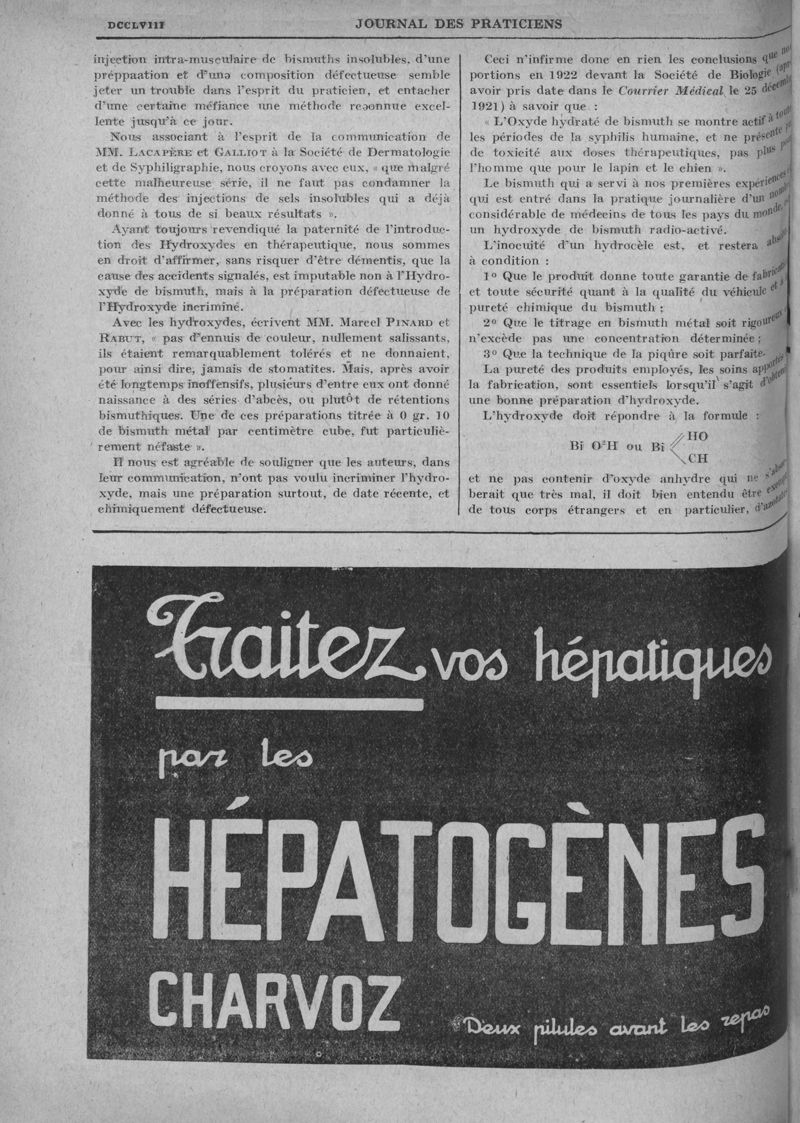 DCCLVIII
JOURNAL DES PRATICIENS
injection intra-musculaire de bismuths insolubles, d'une
préppaation et d'una composition défectueuse semble
jeter un trouble dans l'esprit du praticien, et entacher
d'une certaine méfiance une méthode reconnue excel-
lente jusqu'à ce jour.
Nous associant à l'esprit de la communication de
MM. LACAPÈRE et GALLIOT à la Société de Dermatologie
et de Syphiligraphie, nous croyons avec eux, « que malgré
cette malheureuse série, il ne faut pas condamner la
méthode des injections de sels insolubles qui a déjà
donné à tous de si beaux résultats ».
Ayant toujours revendiqué la paternité de l'introduc-
tion des Hydroxydes en thérapeutique, nous sommes
en droit d'affirmer, sans risquer d'être démentis, que la
cause des accidents signalés, est imputable non à l'Hydro-
xyde de bismuth, mais à la préparation défectueuse de
l'Hydroxyde incriminé.
Avec les hydroxydes, écrivent MM. Marcel PINARD et
RABUT, « pas d'ennuis de couleur, nullement salissants,
ils étaient remarquablement tolérés et ne donnaient,
pour ainsi dire, jamais de stomatites. Mais, après avoir
été longtemps inoffensifs, plusieurs d'entre eux ont donné
naissance à des séries d'abcès, ou plutôt de rétentions
bismuthiques. Une de ces préparations titrée à 0 gr. 10
de bismuth métal par centimètre cube, fut particuliè-
rement néfaste ».
Il nous est agréable de souligner que les auteurs, dans
leur communication, n'ont pas voulu incriminer l'hydro-
xyde, mais une préparation surtout, de date récente, et
chimiquement défectueuse.
Ceci n'infirme donc en rien les conclusions que
portions en 1922 devant la Société de Biologie
avoir pris date dans le Courrier Médical le 25
1921) à savoir que :
« L'Oxyde hydraté de bismuth se montre actif à
les périodes de la syphilis humaine, et ne présente
de toxicité aux doses thérapeutiques, pas plus
l'homme que pour le lapin et le chien ».
Le bismuth qui a servi à nos premières expériences
qui est entré dans la pratique journalière d'un
considérable de médecins de tous les pays du monde,
un hydroxyde de bismuth radio-activé.
L'inocuité d'un hydrocèle est, et restera
à condition :
1° Que le produit donne toute garantie de
et toute sécurité quant à la qualité du véhicule et
pureté chimique du bismuth ;
2° Que le titrage en bismuth métal soit
n'excède pas une concentration déterminée ;
3° Que la technique de la piqûre soit parfaite.
La pureté des produits employés, les soins
la fabrication, sont essentiels lorsqu'il s'agit
une bonne préparation d'hydroxyde.
L'hydroxyde doit répondre à la formule :
Bi O²H ou Bi HO
CH
et ne pas contenir d'oxyde anhydre qui ne
berait que très mal, il doit bien entendu être
de tous corps étrangers et en particulier,
Traitez vos hépatiques
par les
HÉPATOGÈNES
CHARVOZ
Deux pilules avant les repas